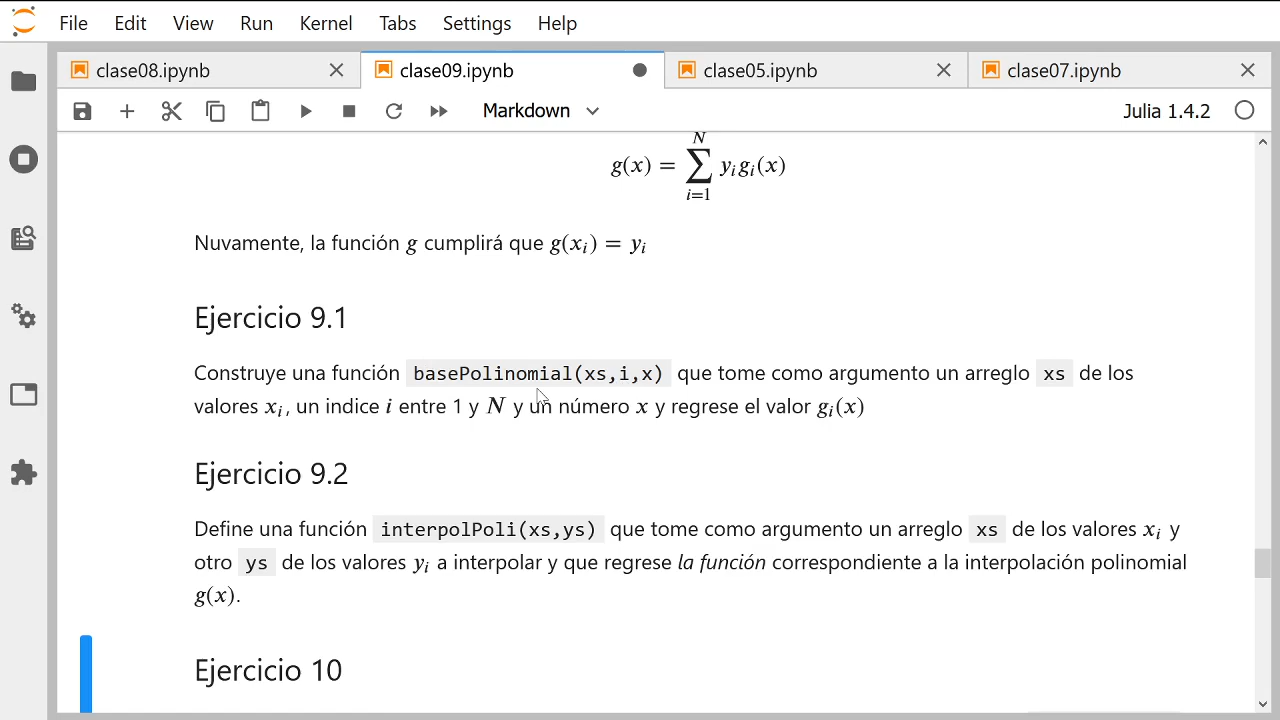 File Edit View Run Kernel Tabs Settings Help
clase08.ipynb clase09.ipynb clase05.ipynb clase07.ipynb
Markdown Julia 1.4.2
g(x) = ∑_{i=1}^{N} y_i g_i(x)
Nuvamente, la función g cumplirá que g(x_i) = y_i
Ejercicio 9.1
Construye una función basePolinomial(xs,i,x) que tome como argumento un arreglo xs de los
valores x_i, un indice i entre 1 y N y un número x y regrese el valor g_i(x)
Ejercicio 9.2
Define una función interpolPoli(xs,ys) que tome como argumento un arreglo xs de los valores x_i y
otro ys de los valores y_i a interpolar y que regrese la función correspondiente a la interpolación polinomial
g(x).
Ejercicio 10